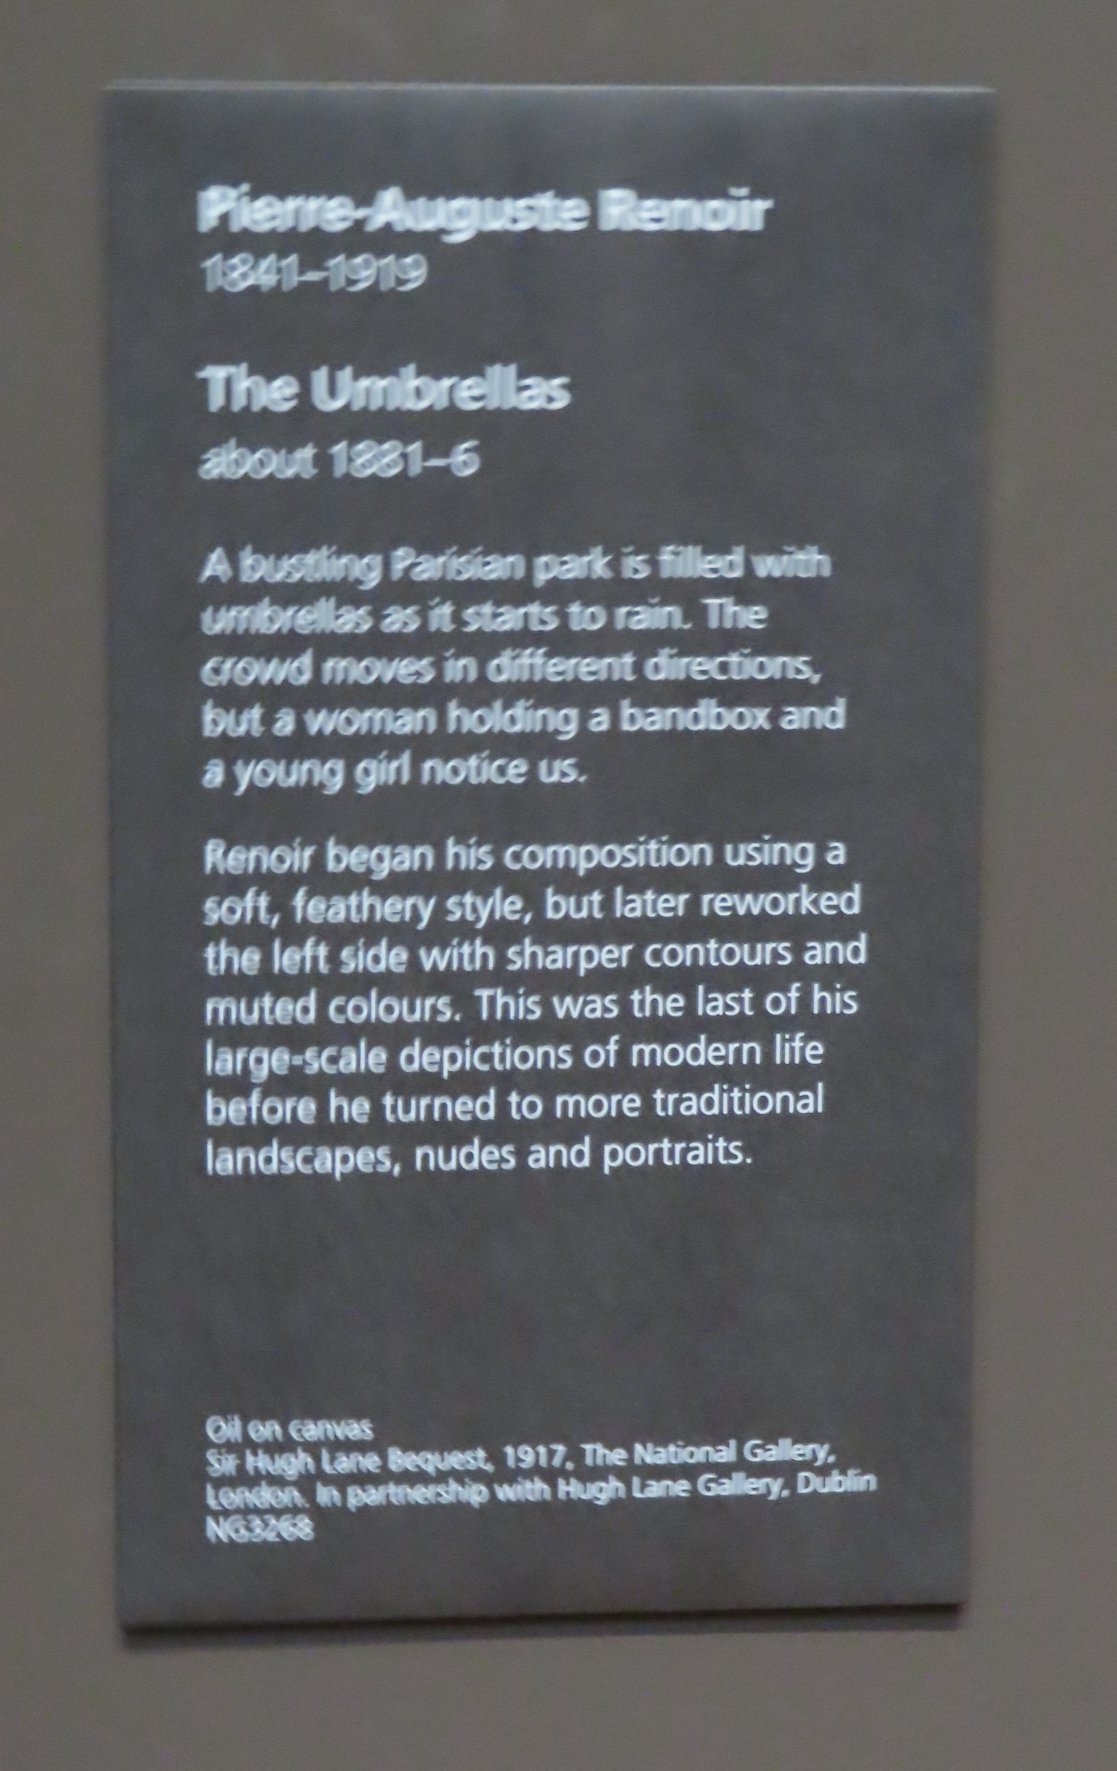 Pierre-Auguste Renoir
1841–1919
The Umbrellas
about 1881–6
A bustling Parisian park is filled with
umbrellas as it starts to rain. The
crowd moves in different directions,
but a woman holding a bandbox and
a young girl notice us.
Renoir began his composition using a
soft, feathery style, but later reworked
the left side with sharper contours and
muted colours. This was the last of his
large-scale depictions of modern life
before he turned to more traditional
landscapes, nudes and portraits.
Oil on canvas
Sir Hugh Lane Bequest, 1917, The National Gallery,
London. In partnership with Hugh Lane Gallery, Dublin
NG3268